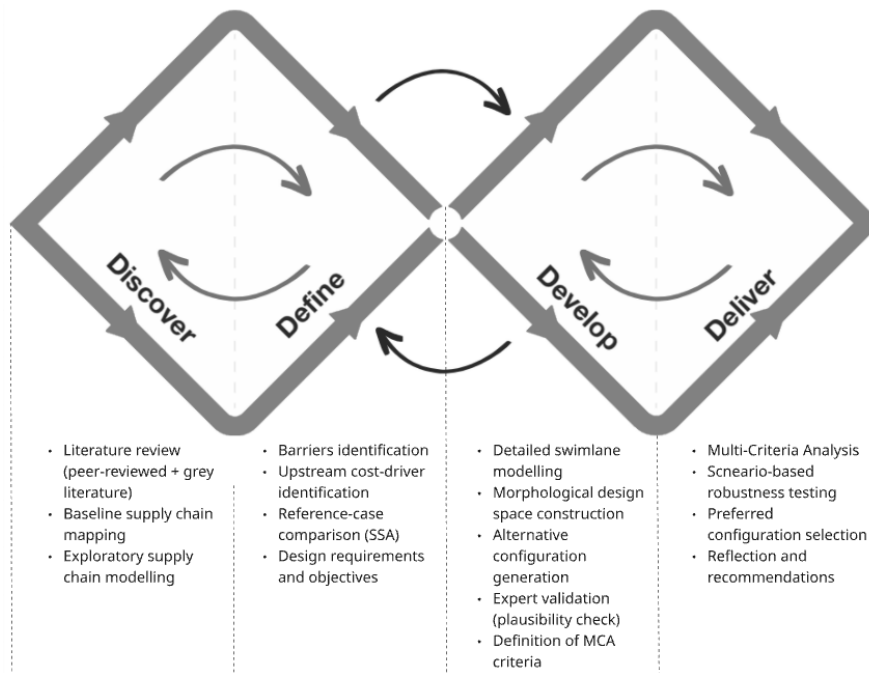 Discover
Define
Develop
Deliver
• Literature review
(peer-reviewed + grey
literature)
• Baseline supply chain
mapping
• Exploratory supply
chain modelling
• Barriers identification
• Upstream cost-driver
identification
• Reference-case
comparison (SSA)
• Design requirements
and objectives
• Detailed swimlane
modelling
• Morphological design
space construction
• Alternative
configuration
generation
• Expert validation
(plausibility check)
• Definition of MCA
criteria
• Multi-Criteria Analysis
• Scneario-based
robustness testing
• Preferred
configuration selection
• Reflection and
recommendations